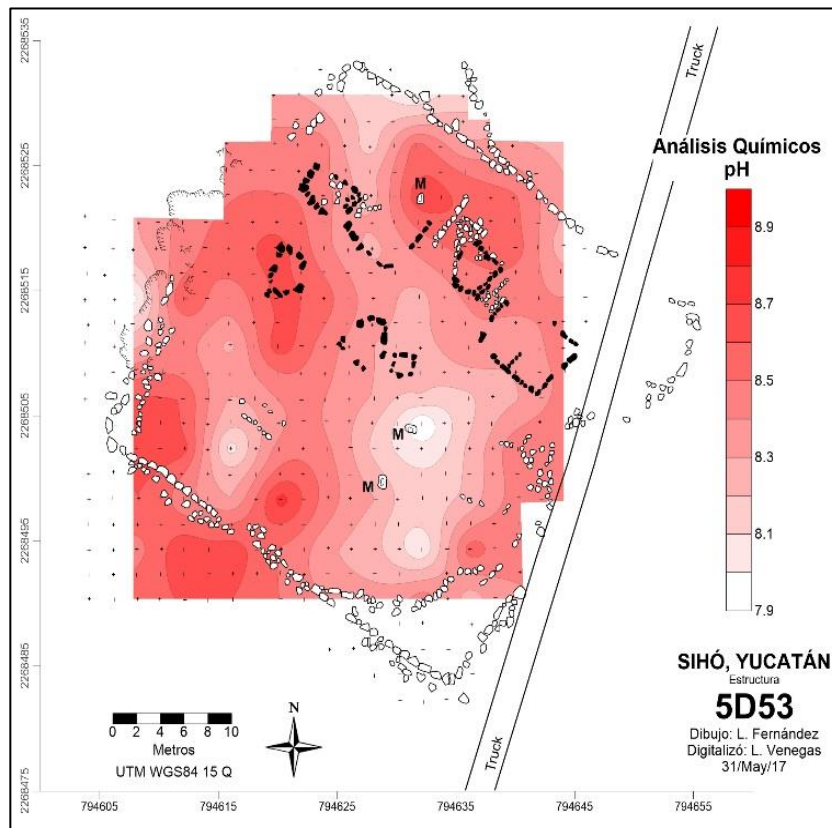 2268535
2268525
2268515
2268505
2268495
2268485
2268475
794605
794615
794625
794635
794645
794655
Truck
Truck
M
M
M
Análisis Químicos
pH
8.9
8.7
8.5
8.3
8.1
7.9
0 2 4 6 8 10
Metros
UTM WGS84 15 Q
N
SIHÓ, YUCATÁN
Estructura
5D53
Dibujo: L. Fernández
Digitalizó: L. Venegas
31/May/17